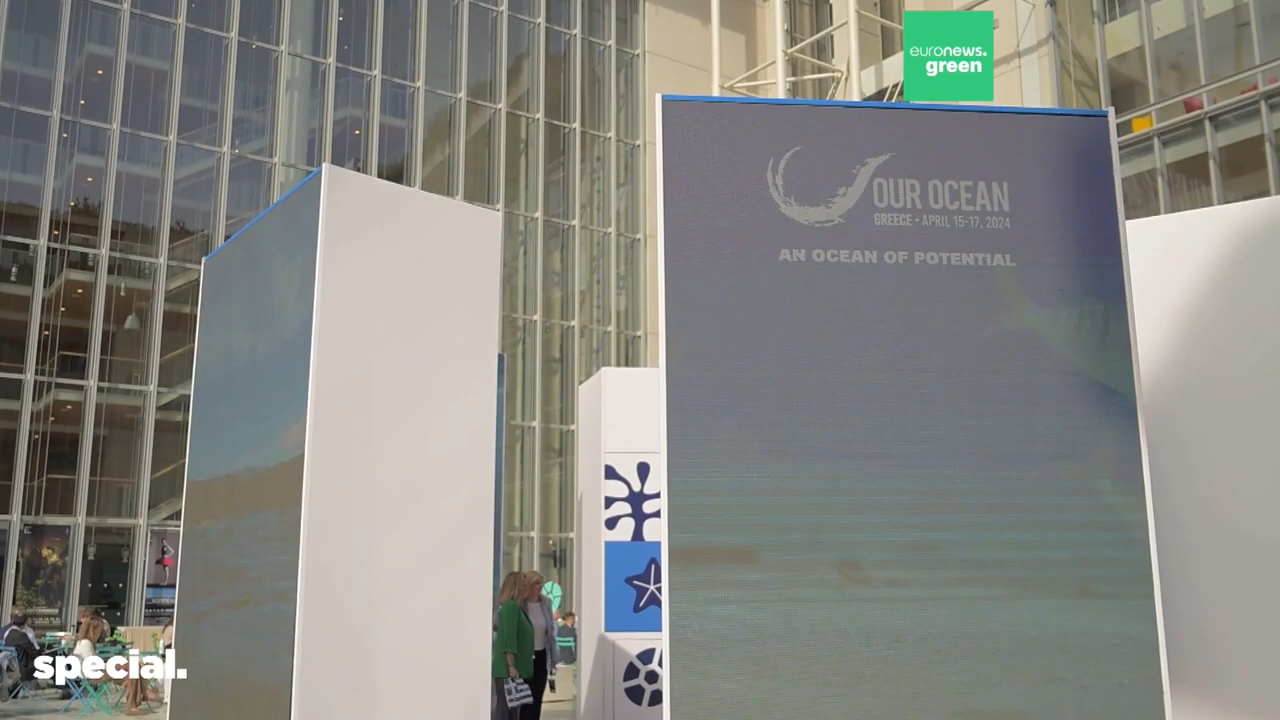 euronews.
green
OUR OCEAN
GREECE • APRIL 15-17, 2024
AN OCEAN OF POTENTIAL
special.